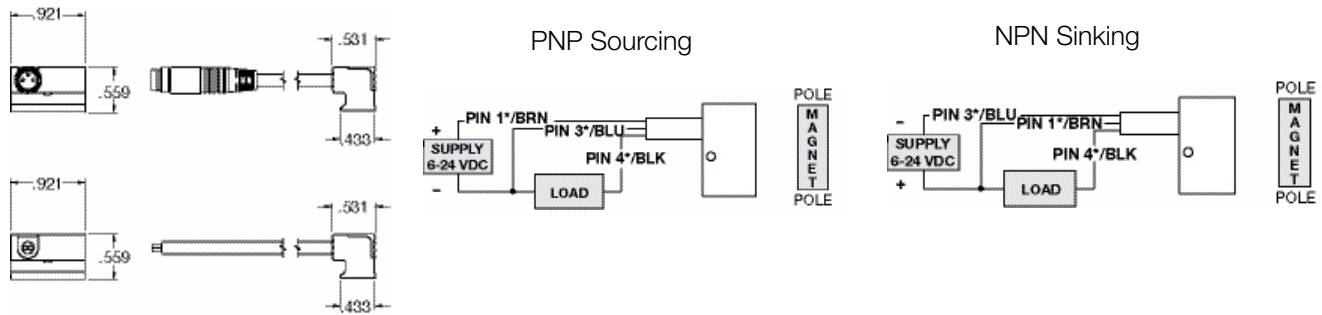 .921
.531
.559
.433
.921
.531
.559
.433
PNP Sourcing
PIN 1*/BRN
PIN 3*/BLU
PIN 4*/BLK
+
SUPPLY
6-24 VDC
–
LOAD
POLE
MAGNET
POLE
NPN Sinking
PIN 3*/BLU
PIN 1*/BRN
PIN 4*/BLK
–
SUPPLY
6-24 VDC
+
LOAD
POLE
MAGNET
POLE